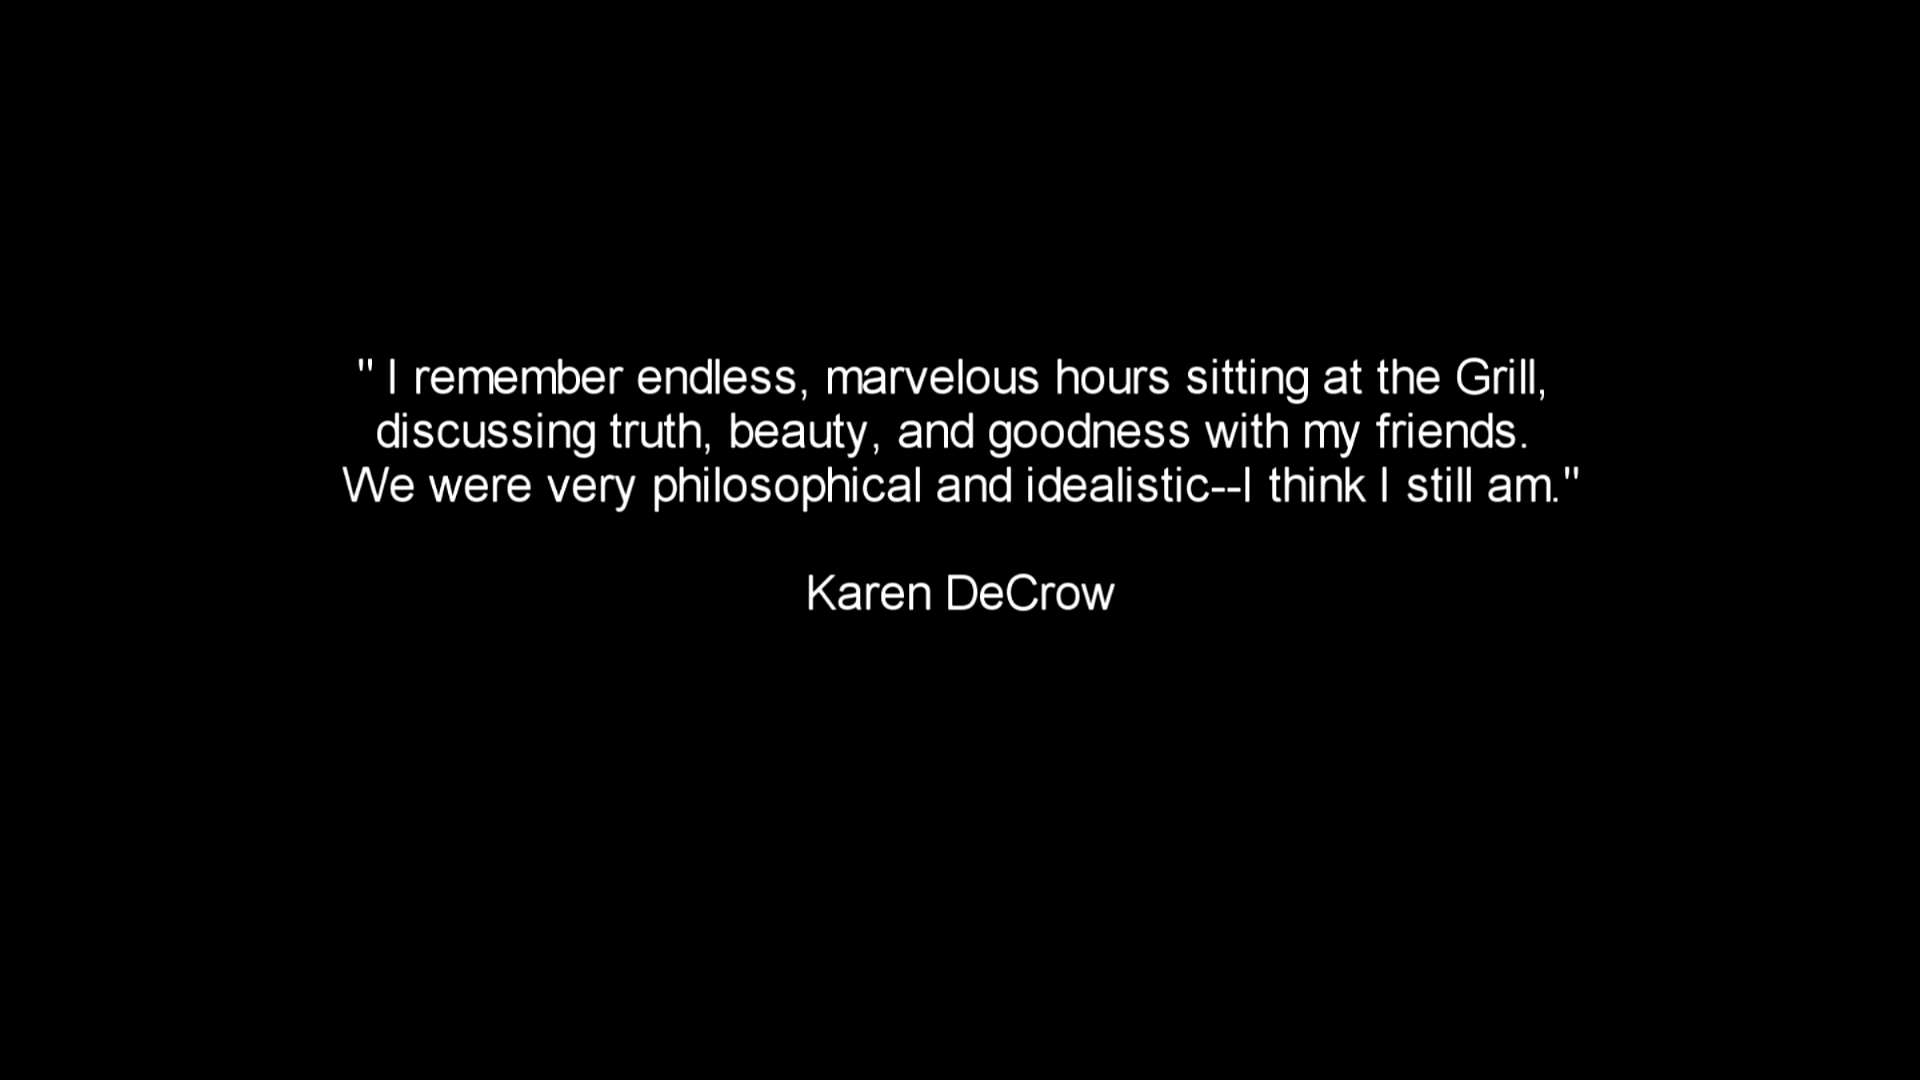 " I remember endless, marvelous hours sitting at the Grill,
discussing truth, beauty, and goodness with my friends.
We were very philosophical and idealistic--I think I still am."
Karen DeCrow